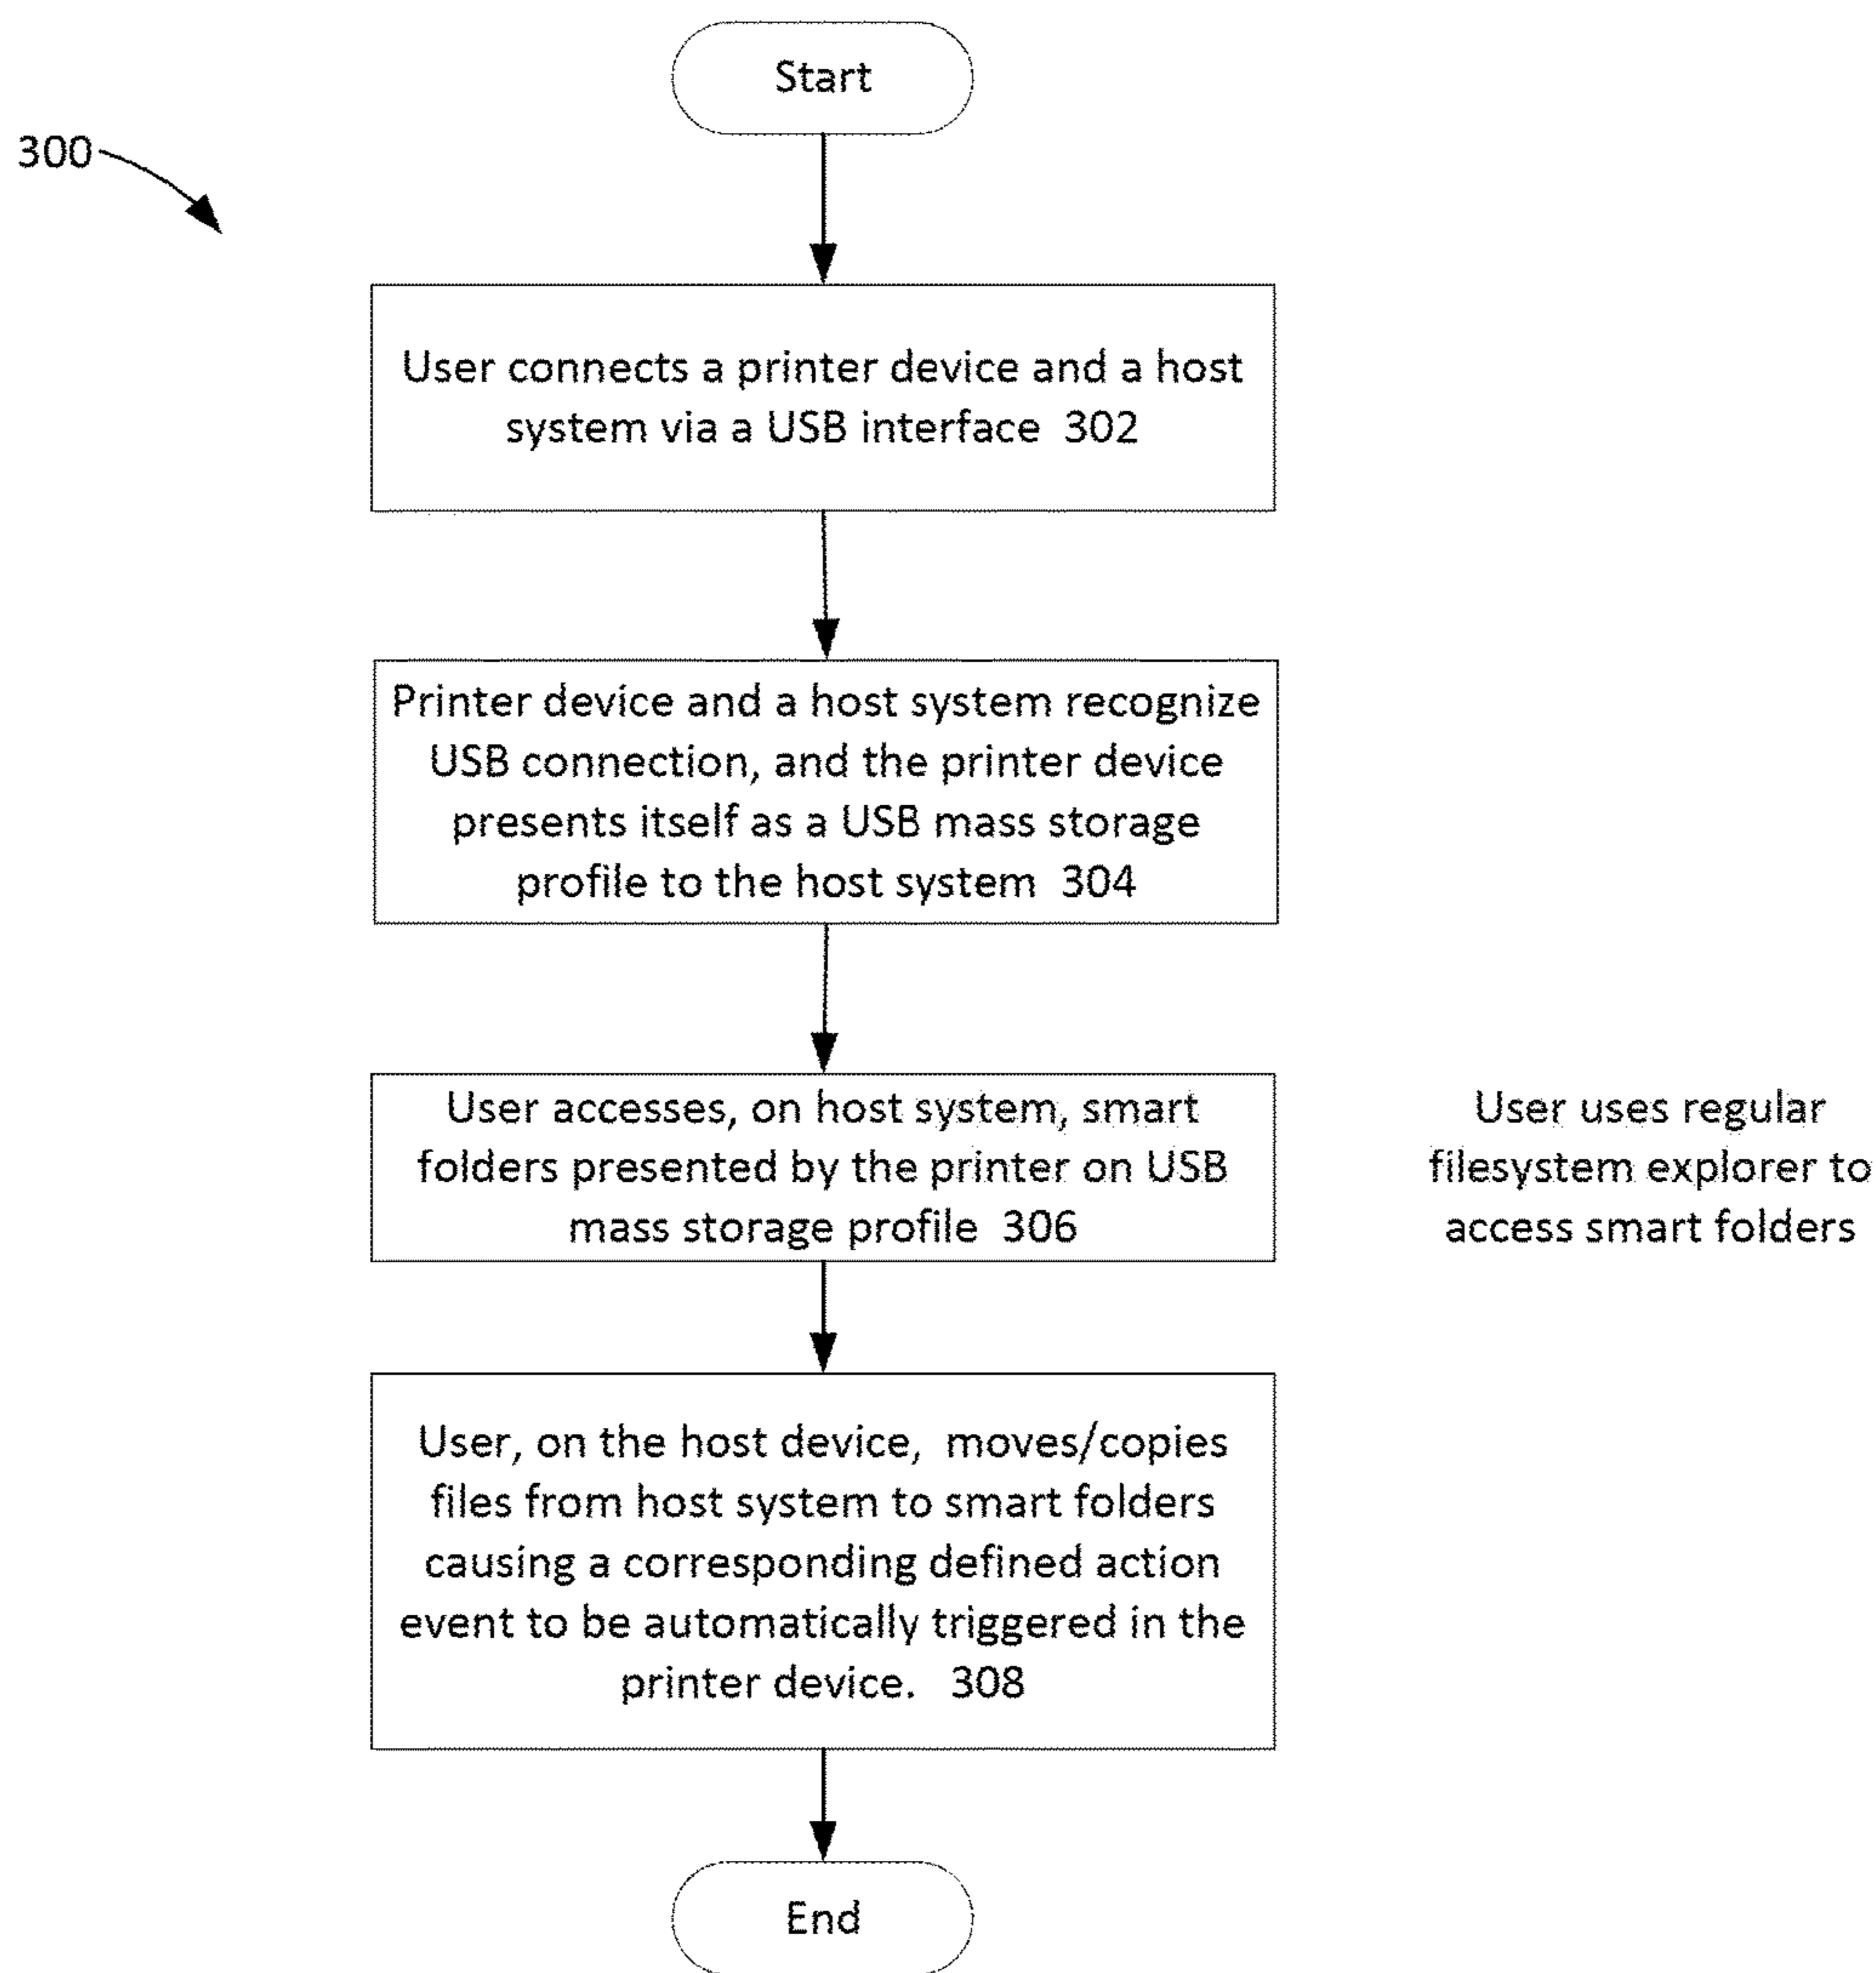 Start
300
User connects a printer device and a host
system via a USB interface 302
Printer device and a host system recognize
USB connection, and the printer device
presents itself as a USB mass storage
profile to the host system 304
User accesses, on host system, smart
folders presented by the printer on USB
mass storage profile 306
User uses regular
filesystem explorer to
access smart folders
User, on the host device, moves/copies
files from host system to smart folders
causing a corresponding defined action
event to be automatically triggered in the
printer device. 308
End